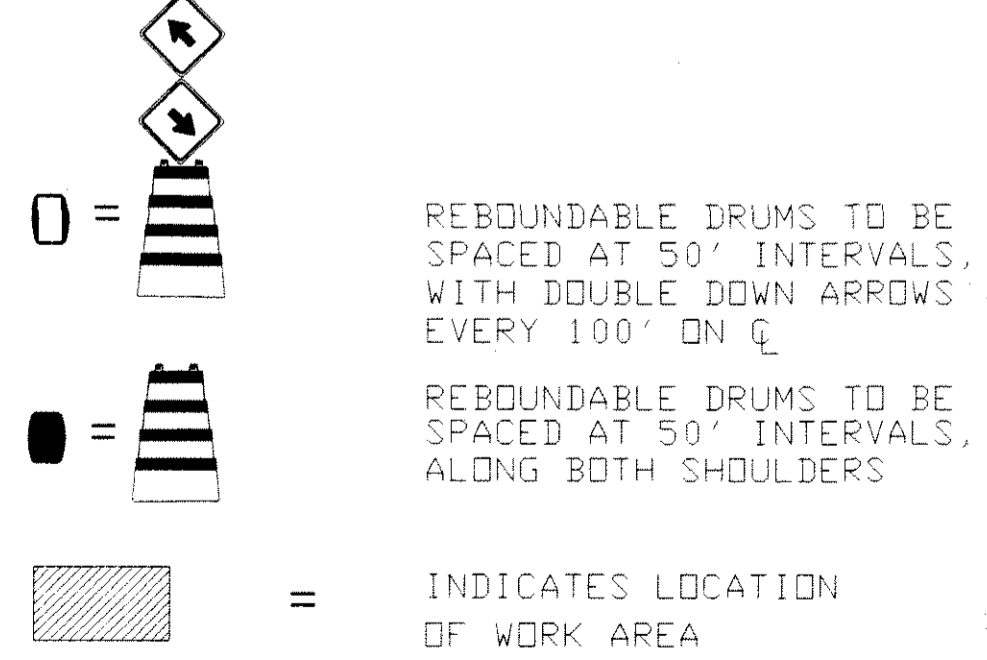 =
REBOUNDABLE DRUMS TO BE
SPACED AT 50' INTERVALS,
WITH DOUBLE DOWN ARROWS
EVERY 100' ON ℄
=
REBOUNDABLE DRUMS TO BE
SPACED AT 50' INTERVALS,
ALONG BOTH SHOULDERS
=
INDICATES LOCATION
OF WORK AREA